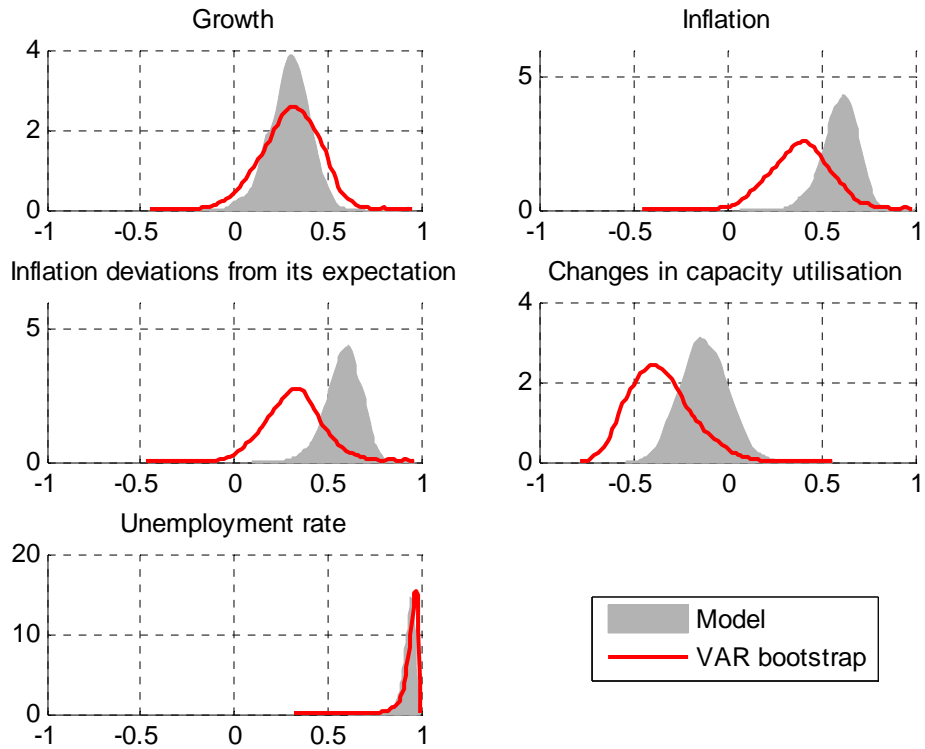 Growth
Inflation
4
2
0
-1 -0.5 0 0.5 1
5
0
-1 -0.5 0 0.5 1
Inflation deviations from its expectation
Changes in capacity utilisation
5
0
-1 -0.5 0 0.5 1
4
2
0
-1 -0.5 0 0.5 1
Unemployment rate
20
10
0
-1 -0.5 0 0.5 1
Model
VAR bootstrap